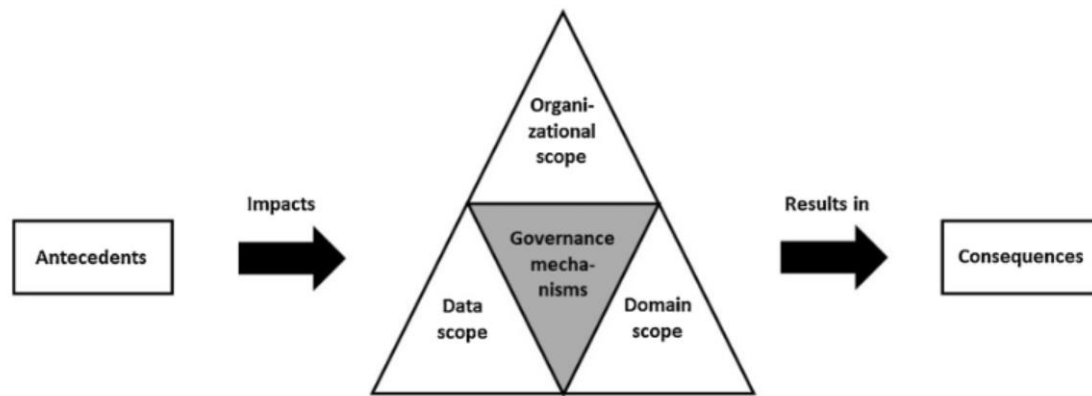 Antecedents
Impacts
Organi-
zational
scope
Governance
mecha-
nisms
Data
scope
Domain
scope
Results in
Consequences